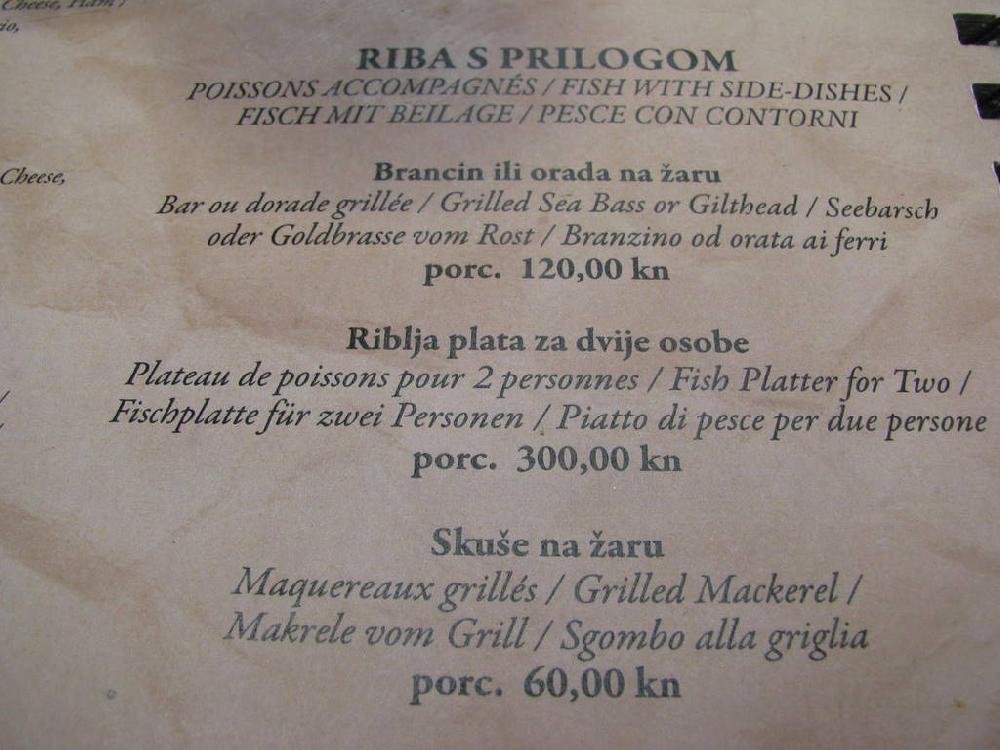 Cheese, Ham /
io,
Cheese,
RIBA S PRILOGOM
POISSONS ACCOMPAGNÉS / FISH WITH SIDE-DISHES /
FISCH MIT BEILAGE / PESCE CON CONTORNI
Brancin ili orada na žaru
Bar ou dorade grillée / Grilled Sea Bass or Gilthead / Seebarsch
oder Goldbrasse vom Rost / Branzino od orata ai ferri
porc. 120,00 kn
Riblja plata za dvije osobe
Plateau de poissons pour 2 personnes / Fish Platter for Two /
Fischplatte für zwei Personen / Piatto di pesce per due persone
porc. 300,00 kn
Skuše na žaru
Maquereaux grillés / Grilled Mackerel /
Makrele vom Grill / Sgombo alla griglia
porc. 60,00 kn